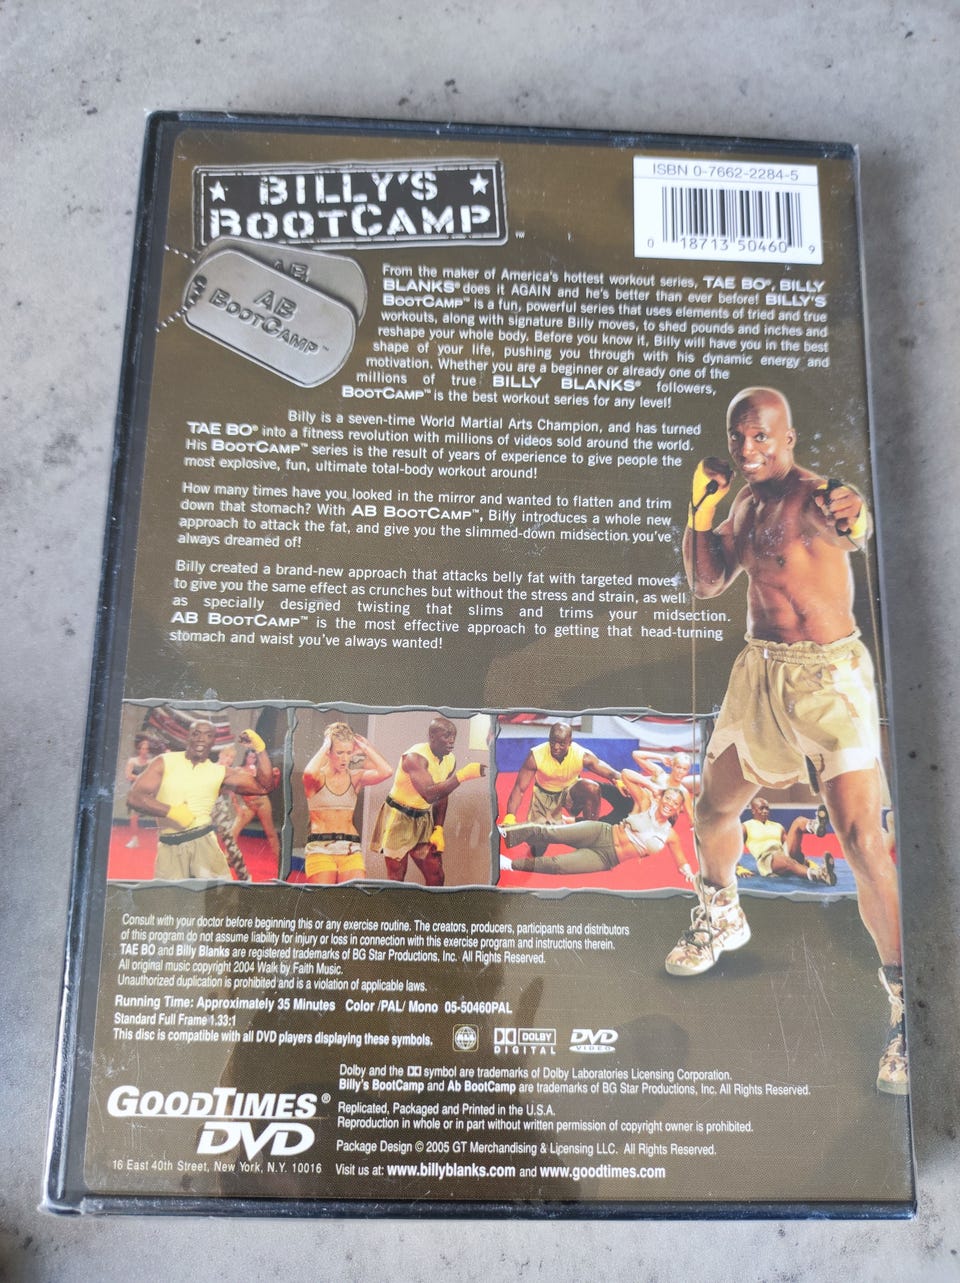 ★ BILLY'S ★
BOOTCAMP™
ISBN 0-7662-2284-5
0 18713 50460 9
AB
AB
BOOTCAMP™
From the maker of America's hottest workout series, TAE BO®, BILLY
BLANKS® does it AGAIN and he's better than ever before! BILLY'S
BOOTCAMP™ is a fun, powerful series that uses elements of tried and true
workouts, along with signature Billy moves, to shed pounds and inches and
reshape your whole body. Before you know it, Billy will have you in the best
shape of your life, pushing you through with his dynamic energy and
motivation. Whether you are a beginner or already one of the
millions of true BILLY BLANKS® followers,
BOOTCAMP™ is the best workout series for any level!
Billy is a seven-time World Martial Arts Champion, and has turned
TAE BO® into a fitness revolution with millions of videos sold around the world.
His BOOTCAMP™ series is the result of years of experience to give people the
most explosive, fun, ultimate total-body workout around!
How many times have you looked in the mirror and wanted to flatten and trim
down that stomach? With AB BOOTCAMP™, Billy introduces a whole new
approach to attack the fat, and give you the slimmed-down midsection you've
always dreamed of!
Billy created a brand-new approach that attacks belly fat with targeted moves
to give you the same effect as crunches but without the stress and strain, as well
as specially designed twisting that slims and trims your midsection.
AB BOOTCAMP™ is the most effective approach to getting that head-turning
stomach and waist you've always wanted!
Consult with your doctor before beginning this or any exercise routine. The creators, producers, participants and distributors
of this program do not assume liability for injury or loss in connection with this exercise program and instructions therein.
TAE BO and Billy Blanks are registered trademarks of BG Star Productions, Inc. All Rights Reserved.
All original music copyright 2004 Walk by Faith Music.
Unauthorized duplication is prohibited and is a violation of applicable laws.
Running Time: Approximately 35 Minutes Color /PAL/ Mono 05-50460PAL
Standard Full Frame 1.33:1
This disc is compatible with all DVD players displaying these symbols.
ALL
DOLBY
DIGITAL
DVD
VIDEO
Dolby and the DD symbol are trademarks of Dolby Laboratories Licensing Corporation.
Billy's BootCamp and Ab BootCamp are trademarks of BG Star Productions, Inc. All Rights Reserved.
GOODTIMES®
DVD
16 East 40th Street, New York, N.Y. 10016
Replicated, Packaged and Printed in the U.S.A.
Reproduction in whole or in part without written permission of copyright owner is prohibited.
Package Design © 2005 GT Merchandising & Licensing LLC. All Rights Reserved.
Visit us at: www.billyblanks.com and www.goodtimes.com